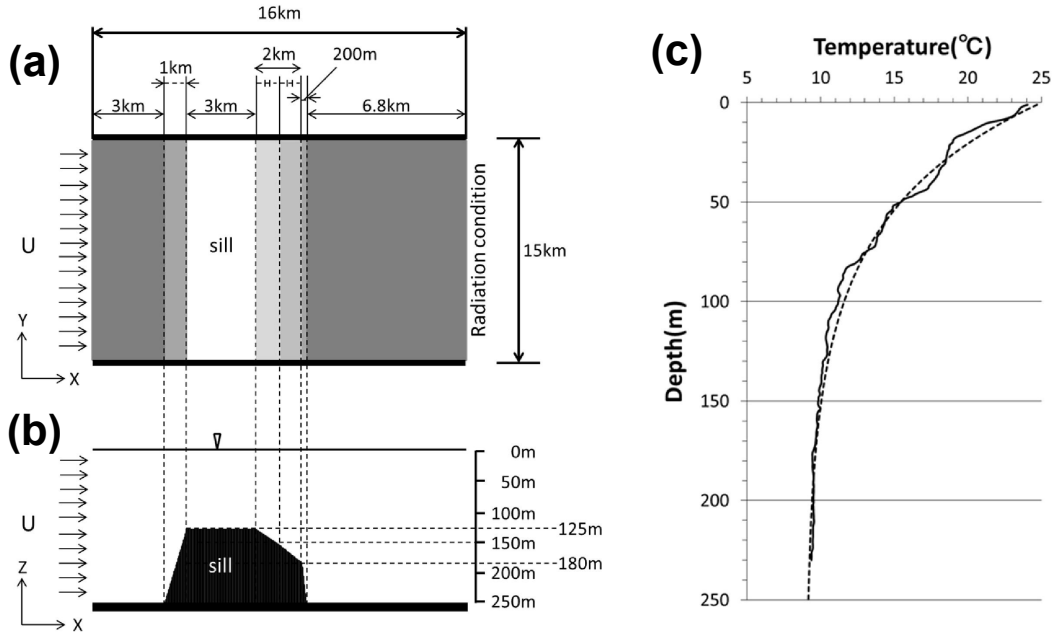 (a)
16km
1km
2km
200m
3km
3km
6.8km
H
H
U
sill
15km
Radiation condition
Y
X
(b)
0m
50m
100m
125m
150m
180m
200m
250m
U
sill
Z
X
(c)
Temperature(℃)
5
10
15
20
25
0
50
100
150
200
250
Depth(m)